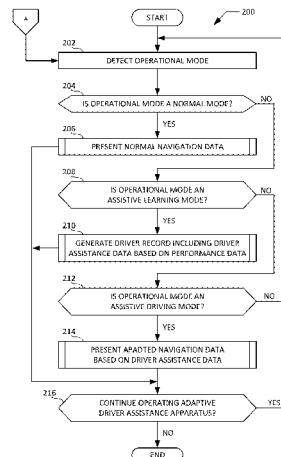 A
START
200
202
DETECT OPERATIONAL MODE
204
IS OPERATIONAL MODE A NORMAL MODE?
NO
YES
206
PRESENT NORMAL NAVIGATION DATA
208
IS OPERATIONAL MODE AN
ASSISTIVE LEARNING MODE?
NO
YES
210
GENERATE DRIVER RECORD INCLUDING DRIVER
ASSISTANCE DATA BASED ON PERFORMANCE DATA
212
IS OPERATIONAL MODE AN
ASSISTIVE DRIVING MODE?
NO
YES
214
PRESENT APAPTED NAVIGATION DATA
BASED ON DRIVER ASSISTANCE DATA
216
CONTINUE OPERATING ADAPTIVE
DRIVER ASSISTANCE APPARATUS?
YES
NO
END